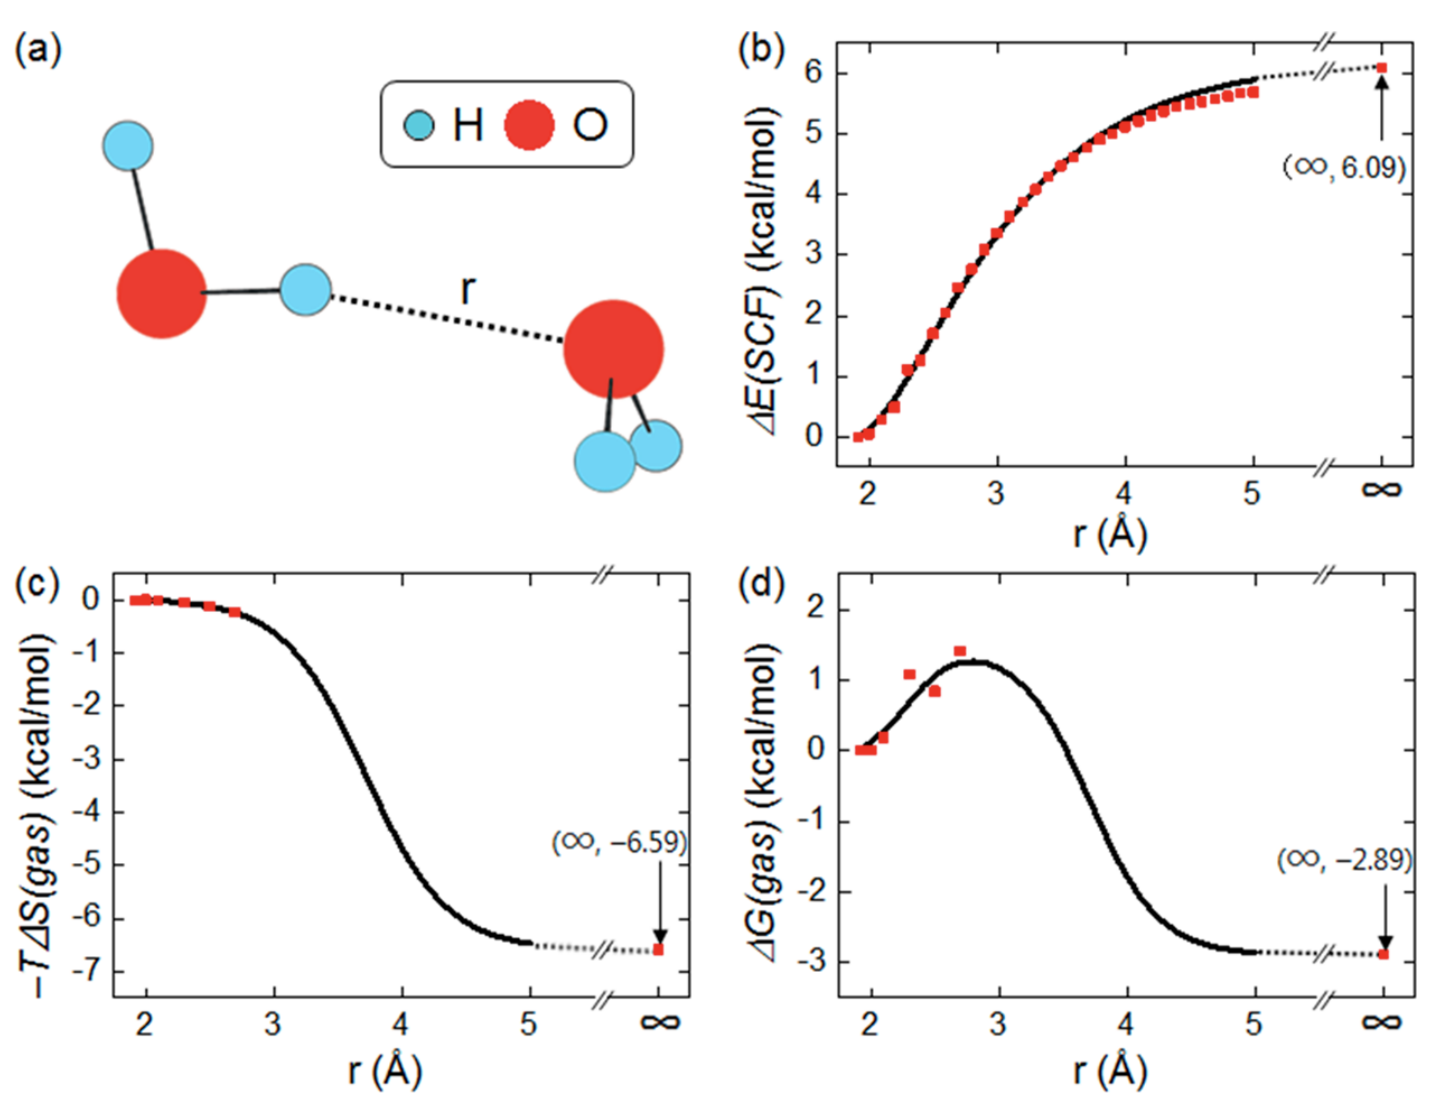 (a)
H O
r
(b)
ΔE(SCF) (kcal/mol)
6
5
4
3
2
1
0
(∞, 6.09)
2 3 4 5 ∞
r (Å)
(c)
−TΔS(gas) (kcal/mol)
0
-1
-2
-3
-4
-5
-6
-7
(∞, −6.59)
2 3 4 5 ∞
r (Å)
(d)
ΔG(gas) (kcal/mol)
2
1
0
-1
-2
-3
(∞, −2.89)
2 3 4 5 ∞
r (Å)